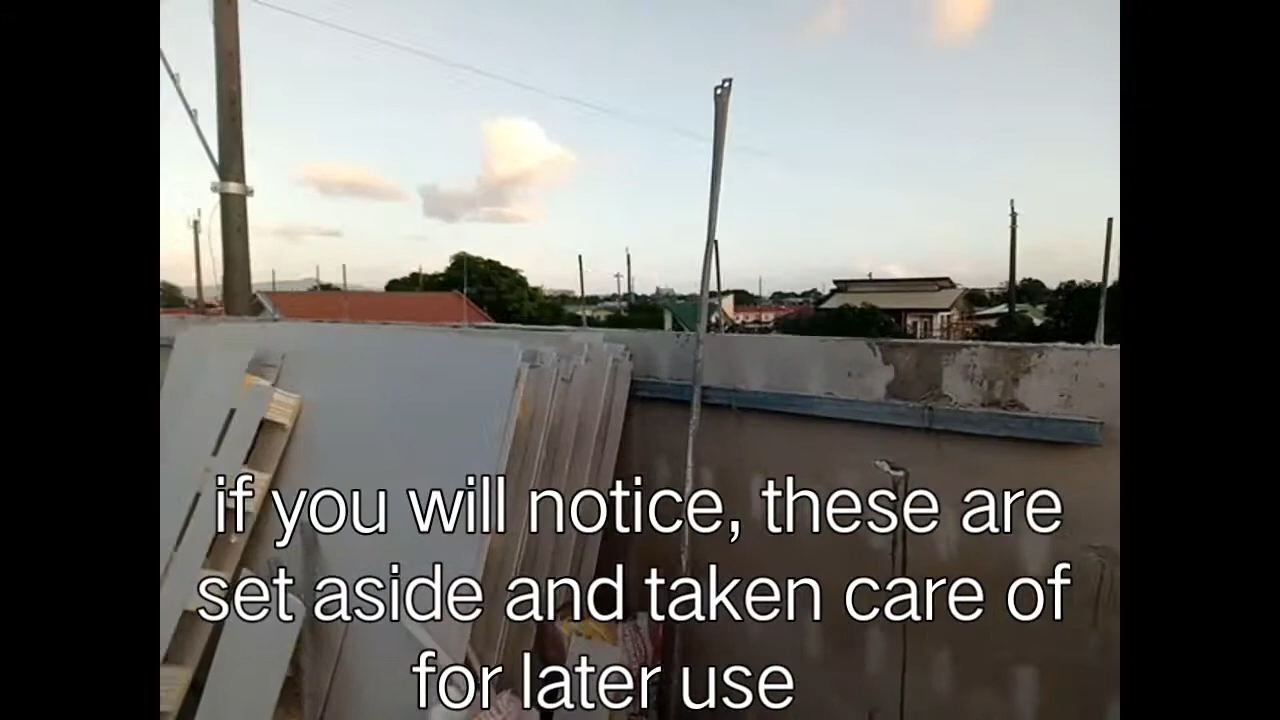 if you will notice, these are
set aside and taken care of
for later use